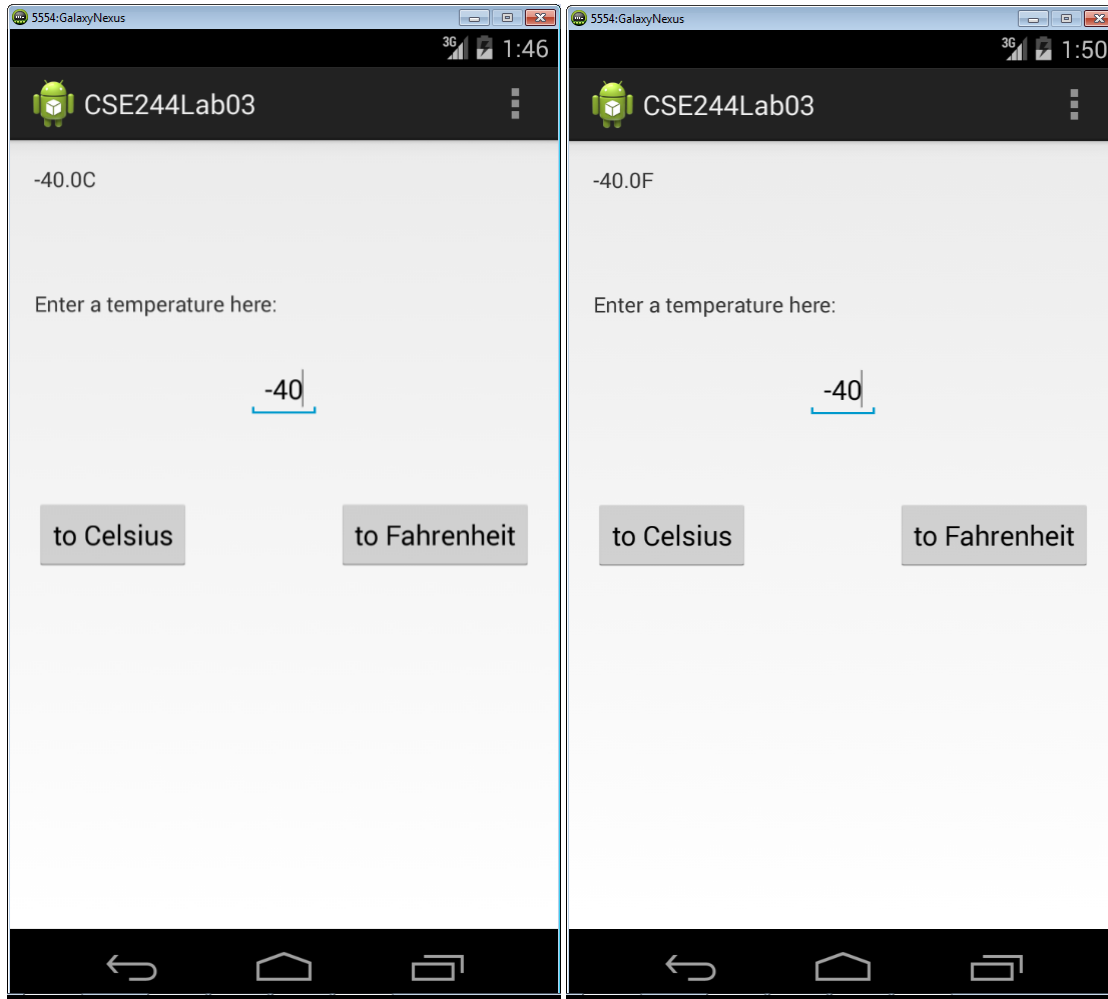 5554:GalaxyNexus
3G 1:46
CSE244Lab03
-40.0C
Enter a temperature here:
-40
to Celsius to Fahrenheit
5554:GalaxyNexus
3G 1:50
CSE244Lab03
-40.0F
Enter a temperature here:
-40
to Celsius to Fahrenheit